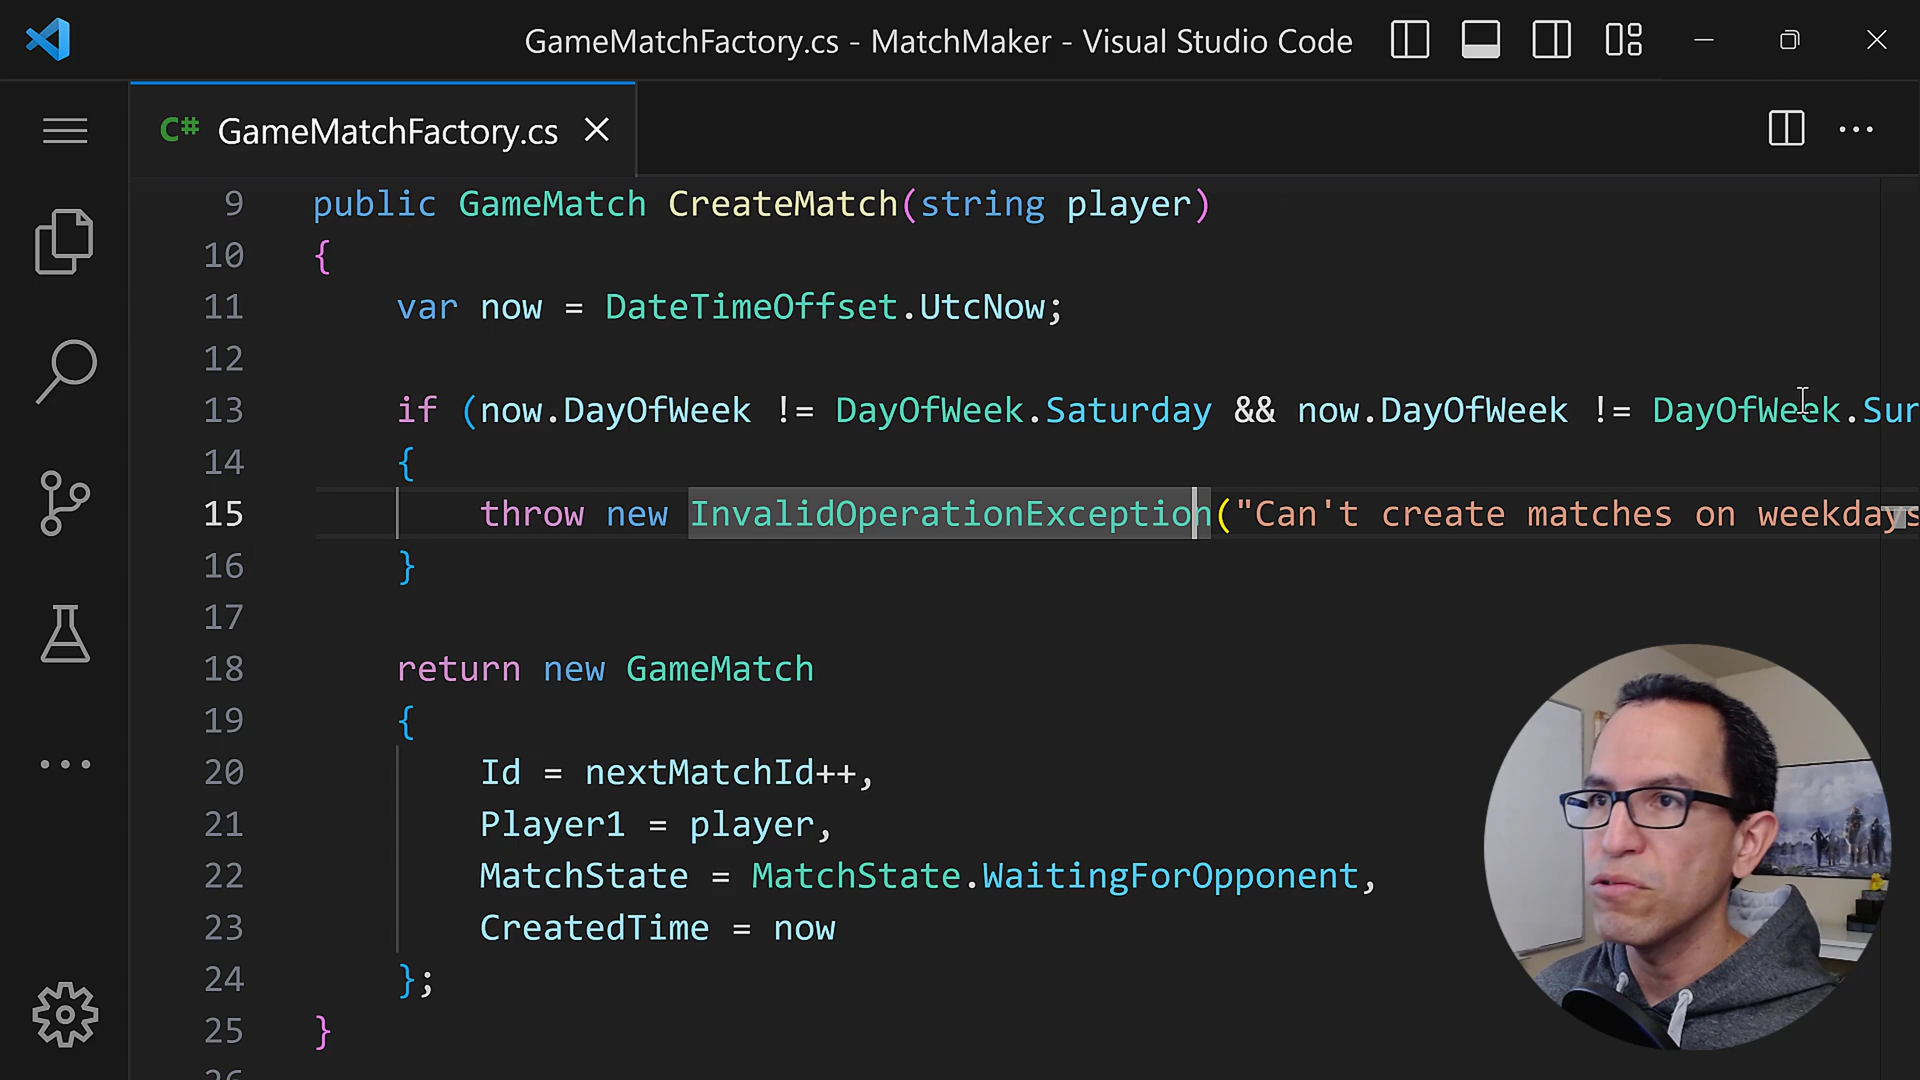 GameMatchFactory.cs - MatchMaker - Visual Studio Code
C# GameMatchFactory.cs
9 public GameMatch CreateMatch(string player)
10 {
11 var now = DateTimeOffset.UtcNow;
12
13 if (now.DayOfWeek != DayOfWeek.Saturday && now.DayOfWeek != DayOfWeek.Sun
14 {
15 throw new InvalidOperationException("Can't create matches on weekdays
16 }
17
18 return new GameMatch
19 {
20 Id = nextMatchId++,
21 Player1 = player,
22 MatchState = MatchState.WaitingForOpponent,
23 CreatedTime = now
24 };
25 }
26